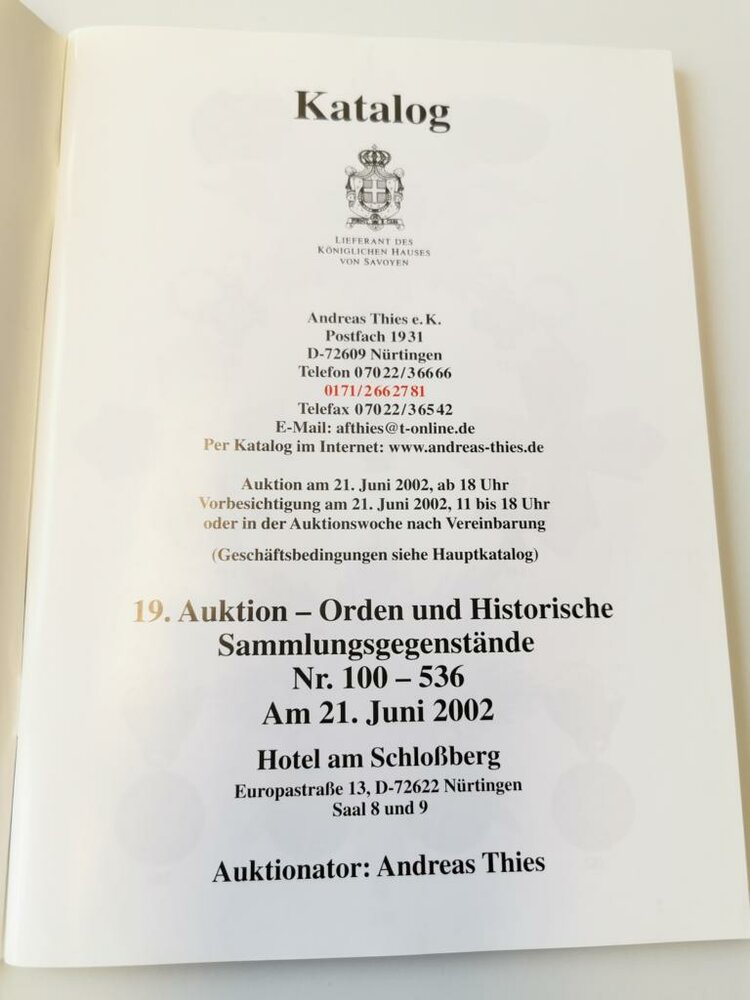 Katalog
LIEFERANT DES
KÖNIGLICHEN HAUSES
VON SAVOYEN
Andreas Thies e. K.
Postfach 1931
D-72609 Nürtingen
Telefon 07022/36666
0171/2662781
Telefax 07022/36542
E-Mail: afthies@t-online.de
Per Katalog im Internet: www.andreas-thies.de
Auktion am 21. Juni 2002, ab 18 Uhr
Vorbesichtigung am 21. Juni 2002, 11 bis 18 Uhr
oder in der Auktionswoche nach Vereinbarung
(Geschäftsbedingungen siehe Hauptkatalog)
19. Auktion – Orden und Historische
Sammlungsgegenstände
Nr. 100 – 536
Am 21. Juni 2002
Hotel am Schloßberg
Europastraße 13, D-72622 Nürtingen
Saal 8 und 9
Auktionator: Andreas Thies